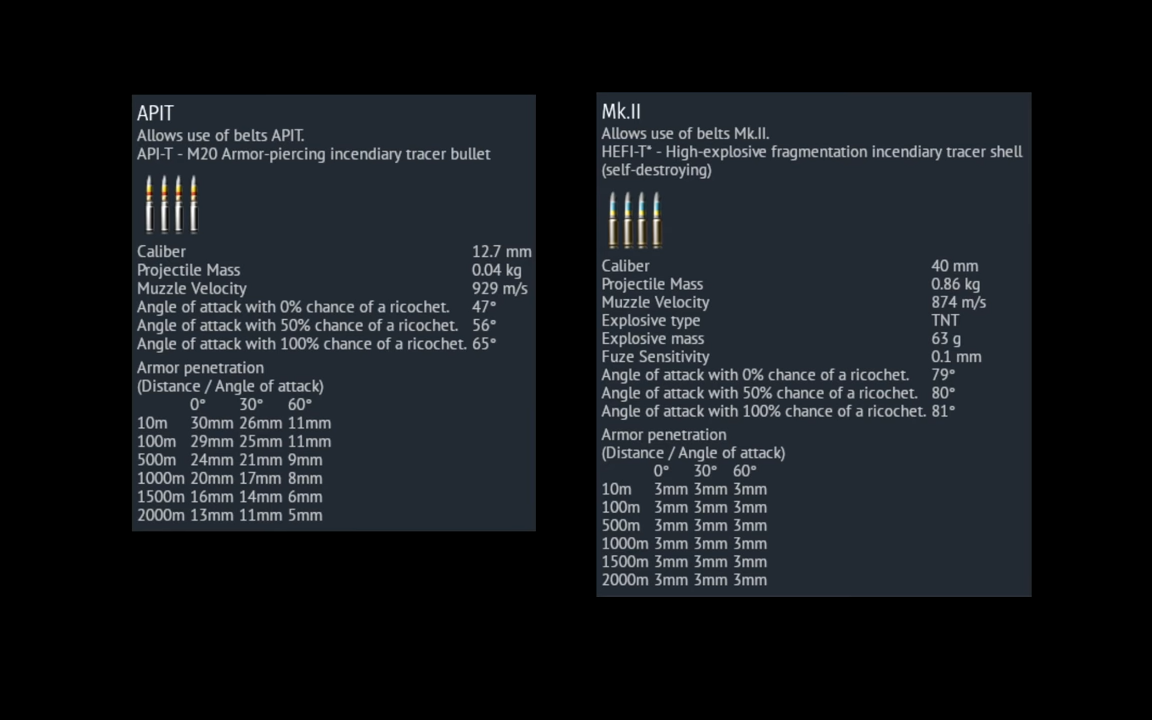 APIT
Allows use of belts APIT.
API-T - M20 Armor-piercing incendiary tracer bullet
Caliber 12.7 mm
Projectile Mass 0.04 kg
Muzzle Velocity 929 m/s
Angle of attack with 0% chance of a ricochet. 47°
Angle of attack with 50% chance of a ricochet. 56°
Angle of attack with 100% chance of a ricochet. 65°
Armor penetration
(Distance / Angle of attack)
0° 30° 60°
10m 30mm 26mm 11mm
100m 29mm 25mm 11mm
500m 24mm 21mm 9mm
1000m 20mm 17mm 8mm
1500m 16mm 14mm 6mm
2000m 13mm 11mm 5mm
Mk.II
Allows use of belts Mk.II.
HEFI-T* - High-explosive fragmentation incendiary tracer shell
(self-destroying)
Caliber 40 mm
Projectile Mass 0.86 kg
Muzzle Velocity 874 m/s
Explosive type TNT
Explosive mass 63 g
Fuze Sensitivity 0.1 mm
Angle of attack with 0% chance of a ricochet. 79°
Angle of attack with 50% chance of a ricochet. 80°
Angle of attack with 100% chance of a ricochet. 81°
Armor penetration
(Distance / Angle of attack)
0° 30° 60°
10m 3mm 3mm 3mm
100m 3mm 3mm 3mm
500m 3mm 3mm 3mm
1000m 3mm 3mm 3mm
1500m 3mm 3mm 3mm
2000m 3mm 3mm 3mm